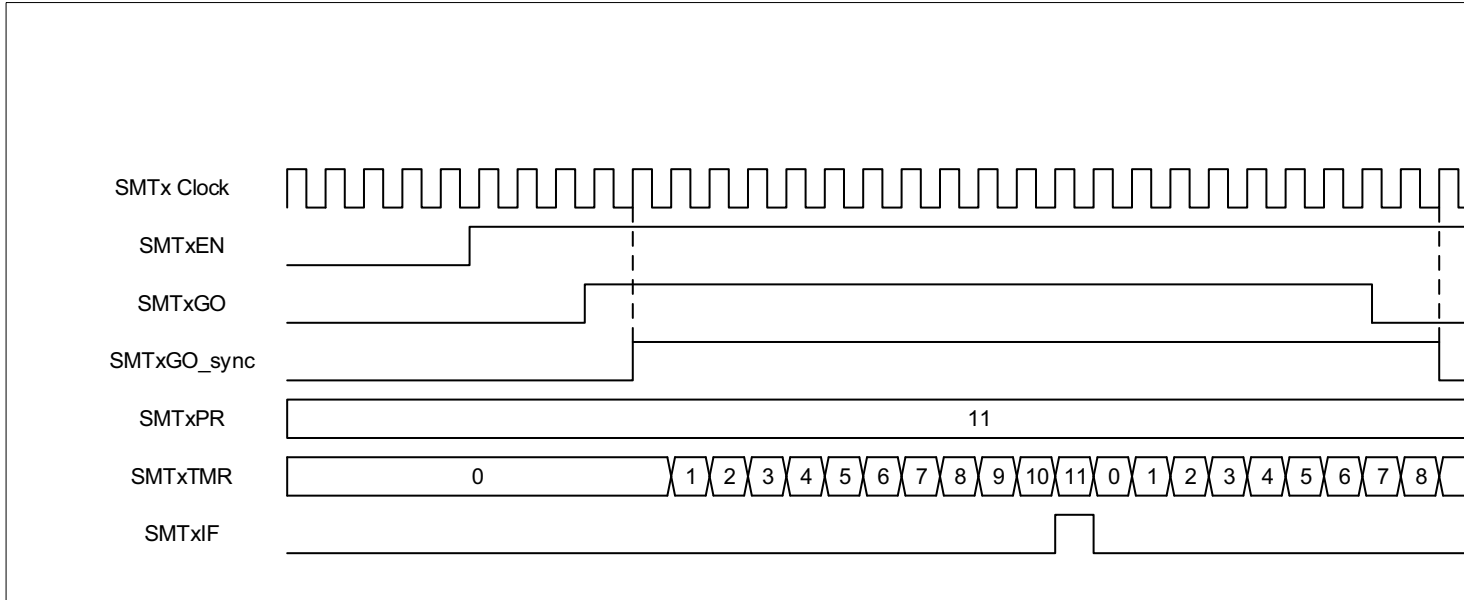 SMTx Clock
SMTxEN
SMTxGO
SMTxGO_sync
SMTxPR 11
SMTxTMR 0 1 2 3 4 5 6 7 8 9 10 11 0 1 2 3 4 5 6 7 8
SMTxIF